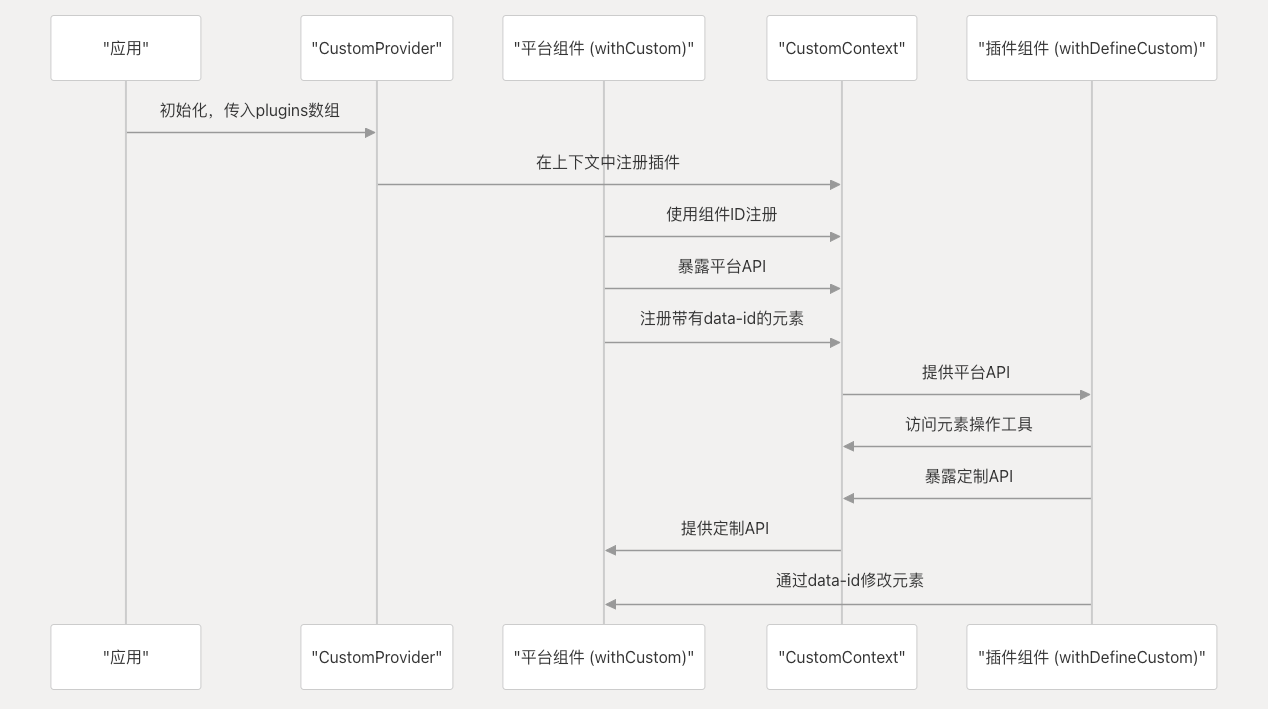 "应用"
"CustomProvider"
"平台组件 (withCustom)"
"CustomContext"
"插件组件 (withDefineCustom)"
初始化，传入plugins数组
在上下文中注册插件
使用组件ID注册
暴露平台API
注册带有data-id的元素
提供平台API
访问元素操作工具
暴露定制API
提供定制API
通过data-id修改元素
"应用"
"CustomProvider"
"平台组件 (withCustom)"
"CustomContext"
"插件组件 (withDefineCustom)"